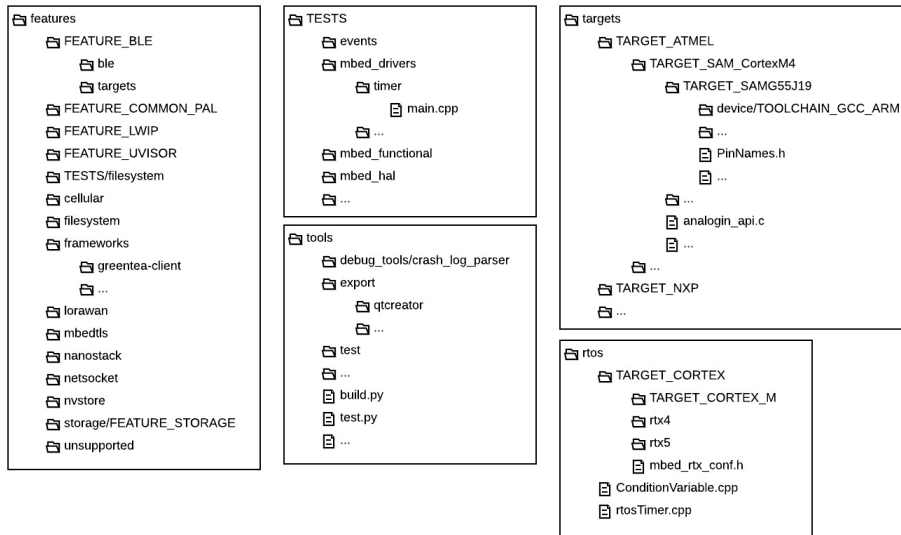 features
FEATURE_BLE
ble
targets
FEATURE_COMMON_PAL
FEATURE_LWIP
FEATURE_UVISOR
TESTS/filesystem
cellular
filesystem
frameworks
greentea-client
...
lorawan
mbedtls
nanostack
netsocket
nvstore
storage/FEATURE_STORAGE
unsupported
TESTS
events
mbed_drivers
timer
main.cpp
...
mbed_functional
mbed_hal
...
tools
debug_tools/crash_log_parser
export
qtcreator
...
test
...
build.py
test.py
...
targets
TARGET_ATMEL
TARGET_SAM_CortexM4
TARGET_SAMG55J19
device/TOOLCHAIN_GCC_ARM
...
PinNames.h
...
...
analogin_api.c
...
...
TARGET_NXP
...
rtos
TARGET_CORTEX
TARGET_CORTEX_M
rtx4
rtx5
mbed_rtx_conf.h
ConditionVariable.cpp
rtosTimer.cpp